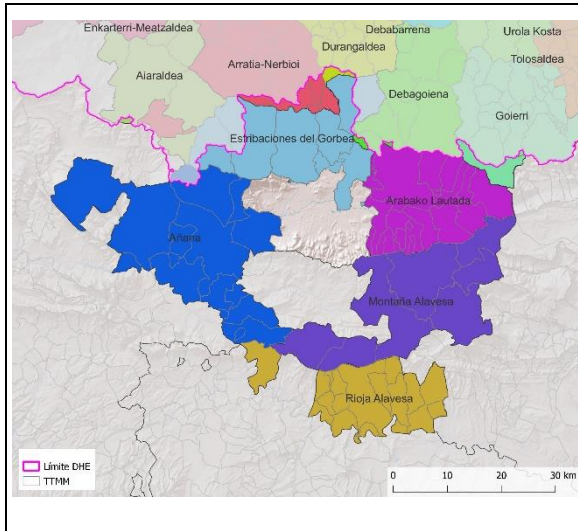 Enkarterri-Meatzaldea
Debabarrena
Urola Kosta
Durangaldea
Tolosaldea
Aiaraldea
Arratia-Nerbioi
Debagoiena
Goierri
Estribaciones del Gorbea
Arabako Lautada
Añana
Montaña Alavesa
Rioja Alavesa
Límite DHE
TTMM
0 10 20 30 km